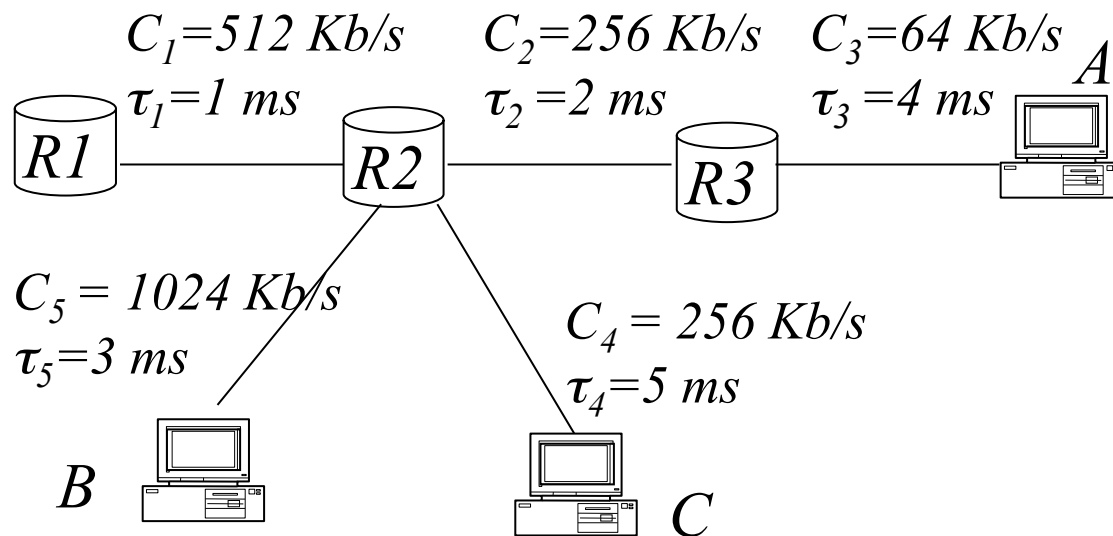 C₁=512 Kb/s
τ₁=1 ms
C₂=256 Kb/s
τ₂ =2 ms
C₃=64 Kb/s
τ₃ =4 ms
A
R1
R2
R3
C₅ = 1024 Kb/s
τ₅=3 ms
C₄ = 256 Kb/s
τ₄=5 ms
B
C